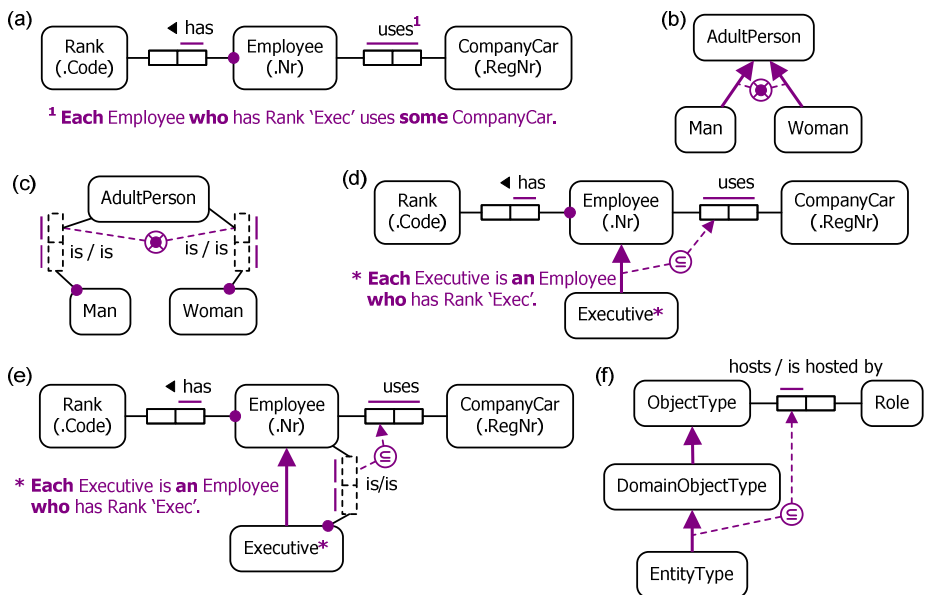 (a)
Rank
(.Code)
◄ has
Employee
(.Nr)
uses¹
CompanyCar
(.RegNr)
¹ Each Employee who has Rank ‘Exec’ uses some CompanyCar.
(b)
AdultPerson
Man
Woman
(c)
AdultPerson
is / is
is / is
Man
Woman
(d)
Rank
(.Code)
◄ has
Employee
(.Nr)
uses
CompanyCar
(.RegNr)
* Each Executive is an Employee
who has Rank ‘Exec’.
Executive*
(e)
Rank
(.Code)
◄ has
Employee
(.Nr)
uses
CompanyCar
(.RegNr)
* Each Executive is an Employee
who has Rank ‘Exec’.
is/is
Executive*
(f)
hosts / is hosted by
ObjectType
Role
DomainObjectType
EntityType